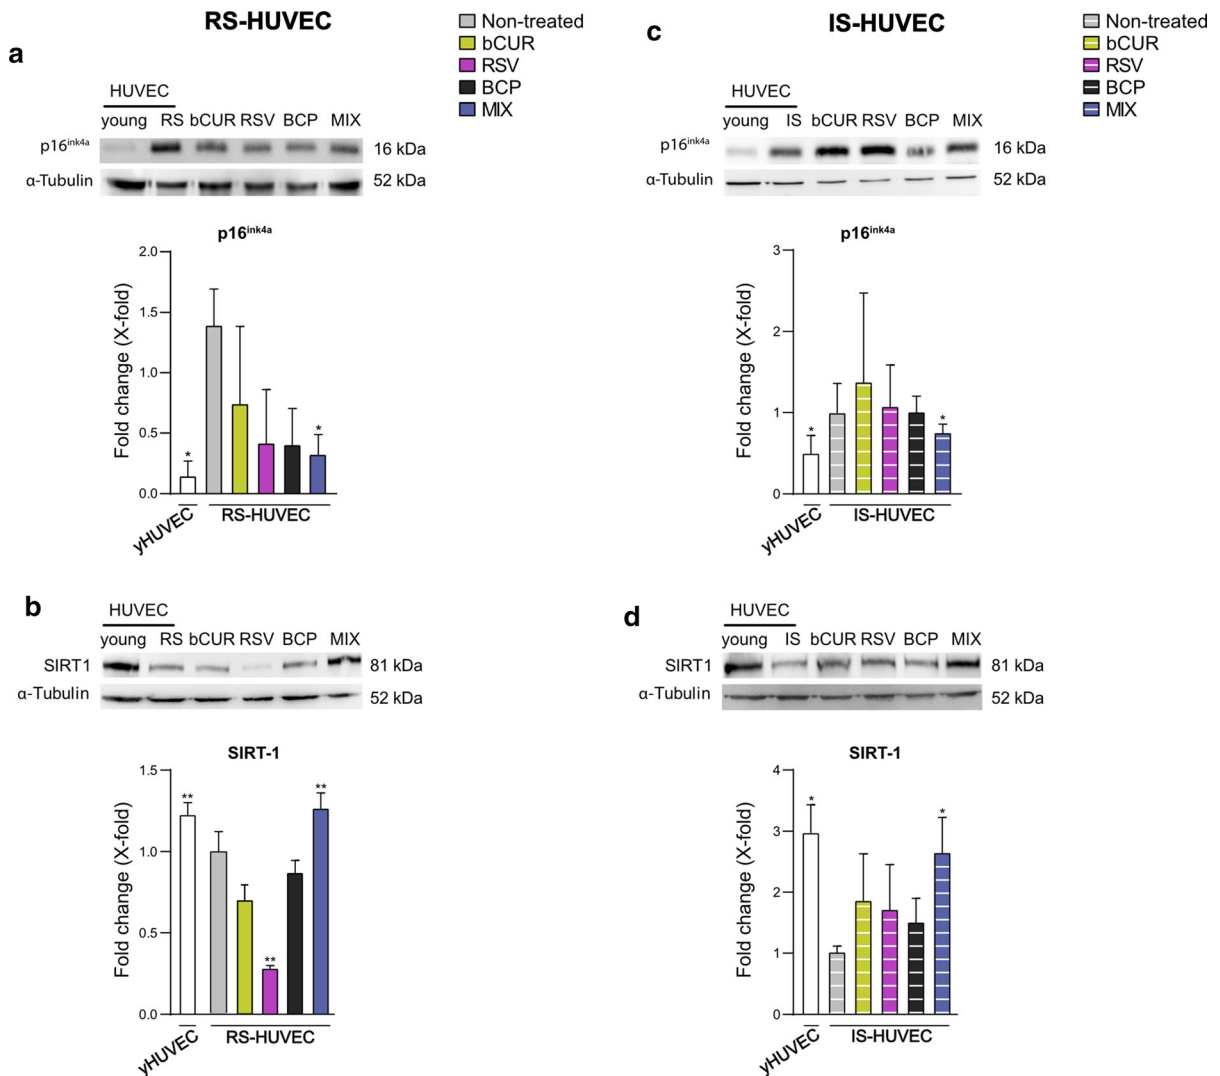 RS-HUVEC
Non-treated
bCUR
RSV
BCP
MIX
a
HUVEC
young RS bCUR RSV BCP MIX
p16ink4a 16 kDa
α-Tubulin 52 kDa
p16ink4a
Fold change (X-fold)
2.0
1.5
1.0
0.5
0.0
*
*
yHUVEC
RS-HUVEC
b
HUVEC
young RS bCUR RSV BCP MIX
SIRT1 81 kDa
α-Tubulin 52 kDa
SIRT-1
Fold change (X-fold)
1.5
1.0
0.5
0.0
**
**
**
yHUVEC
RS-HUVEC
IS-HUVEC
Non-treated
bCUR
RSV
BCP
MIX
c
HUVEC
young IS bCUR RSV BCP MIX
p16ink4a 16 kDa
α-Tubulin 52 kDa
p16ink4a
Fold change (X-fold)
3
2
1
0
*
*
yHUVEC
IS-HUVEC
d
HUVEC
young IS bCUR RSV BCP MIX
SIRT1 81 kDa
α-Tubulin 52 kDa
SIRT-1
Fold change (X-fold)
4
3
2
1
0
*
*
yHUVEC
IS-HUVEC